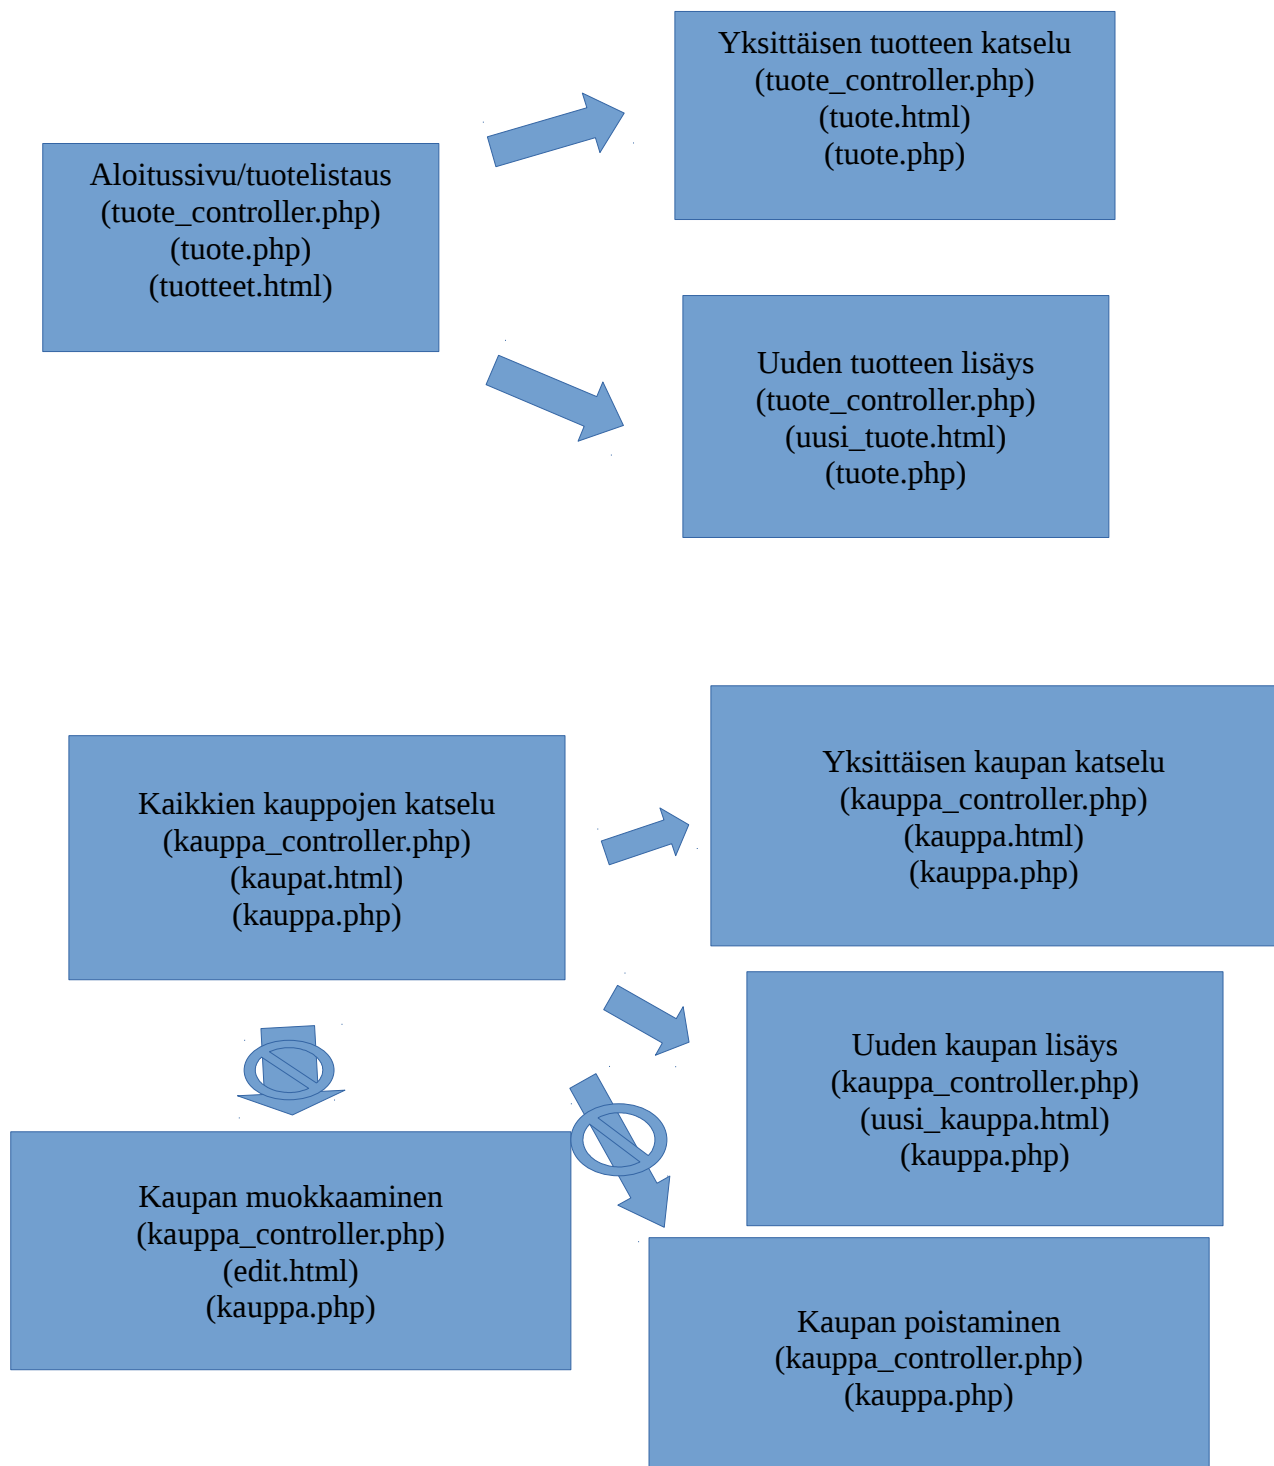 Yksittäisen tuotteen katselu
(tuote_controller.php)
(tuote.html)
(tuote.php)
Aloitussivu/tuotelistaus
(tuote_controller.php)
(tuote.php)
(tuotteet.html)
Uuden tuotteen lisäys
(tuote_controller.php)
(uusi_tuote.html)
(tuote.php)
Kaikkien kauppojen katselu
(kauppa_controller.php)
(kaupat.html)
(kauppa.php)
Yksittäisen kaupan katselu
(kauppa_controller.php)
(kauppa.html)
(kauppa.php)
Uuden kaupan lisäys
(kauppa_controller.php)
(uusi_kauppa.html)
(kauppa.php)
Kaupan muokkaaminen
(kauppa_controller.php)
(edit.html)
(kauppa.php)
Kaupan poistaminen
(kauppa_controller.php)
(kauppa.php)